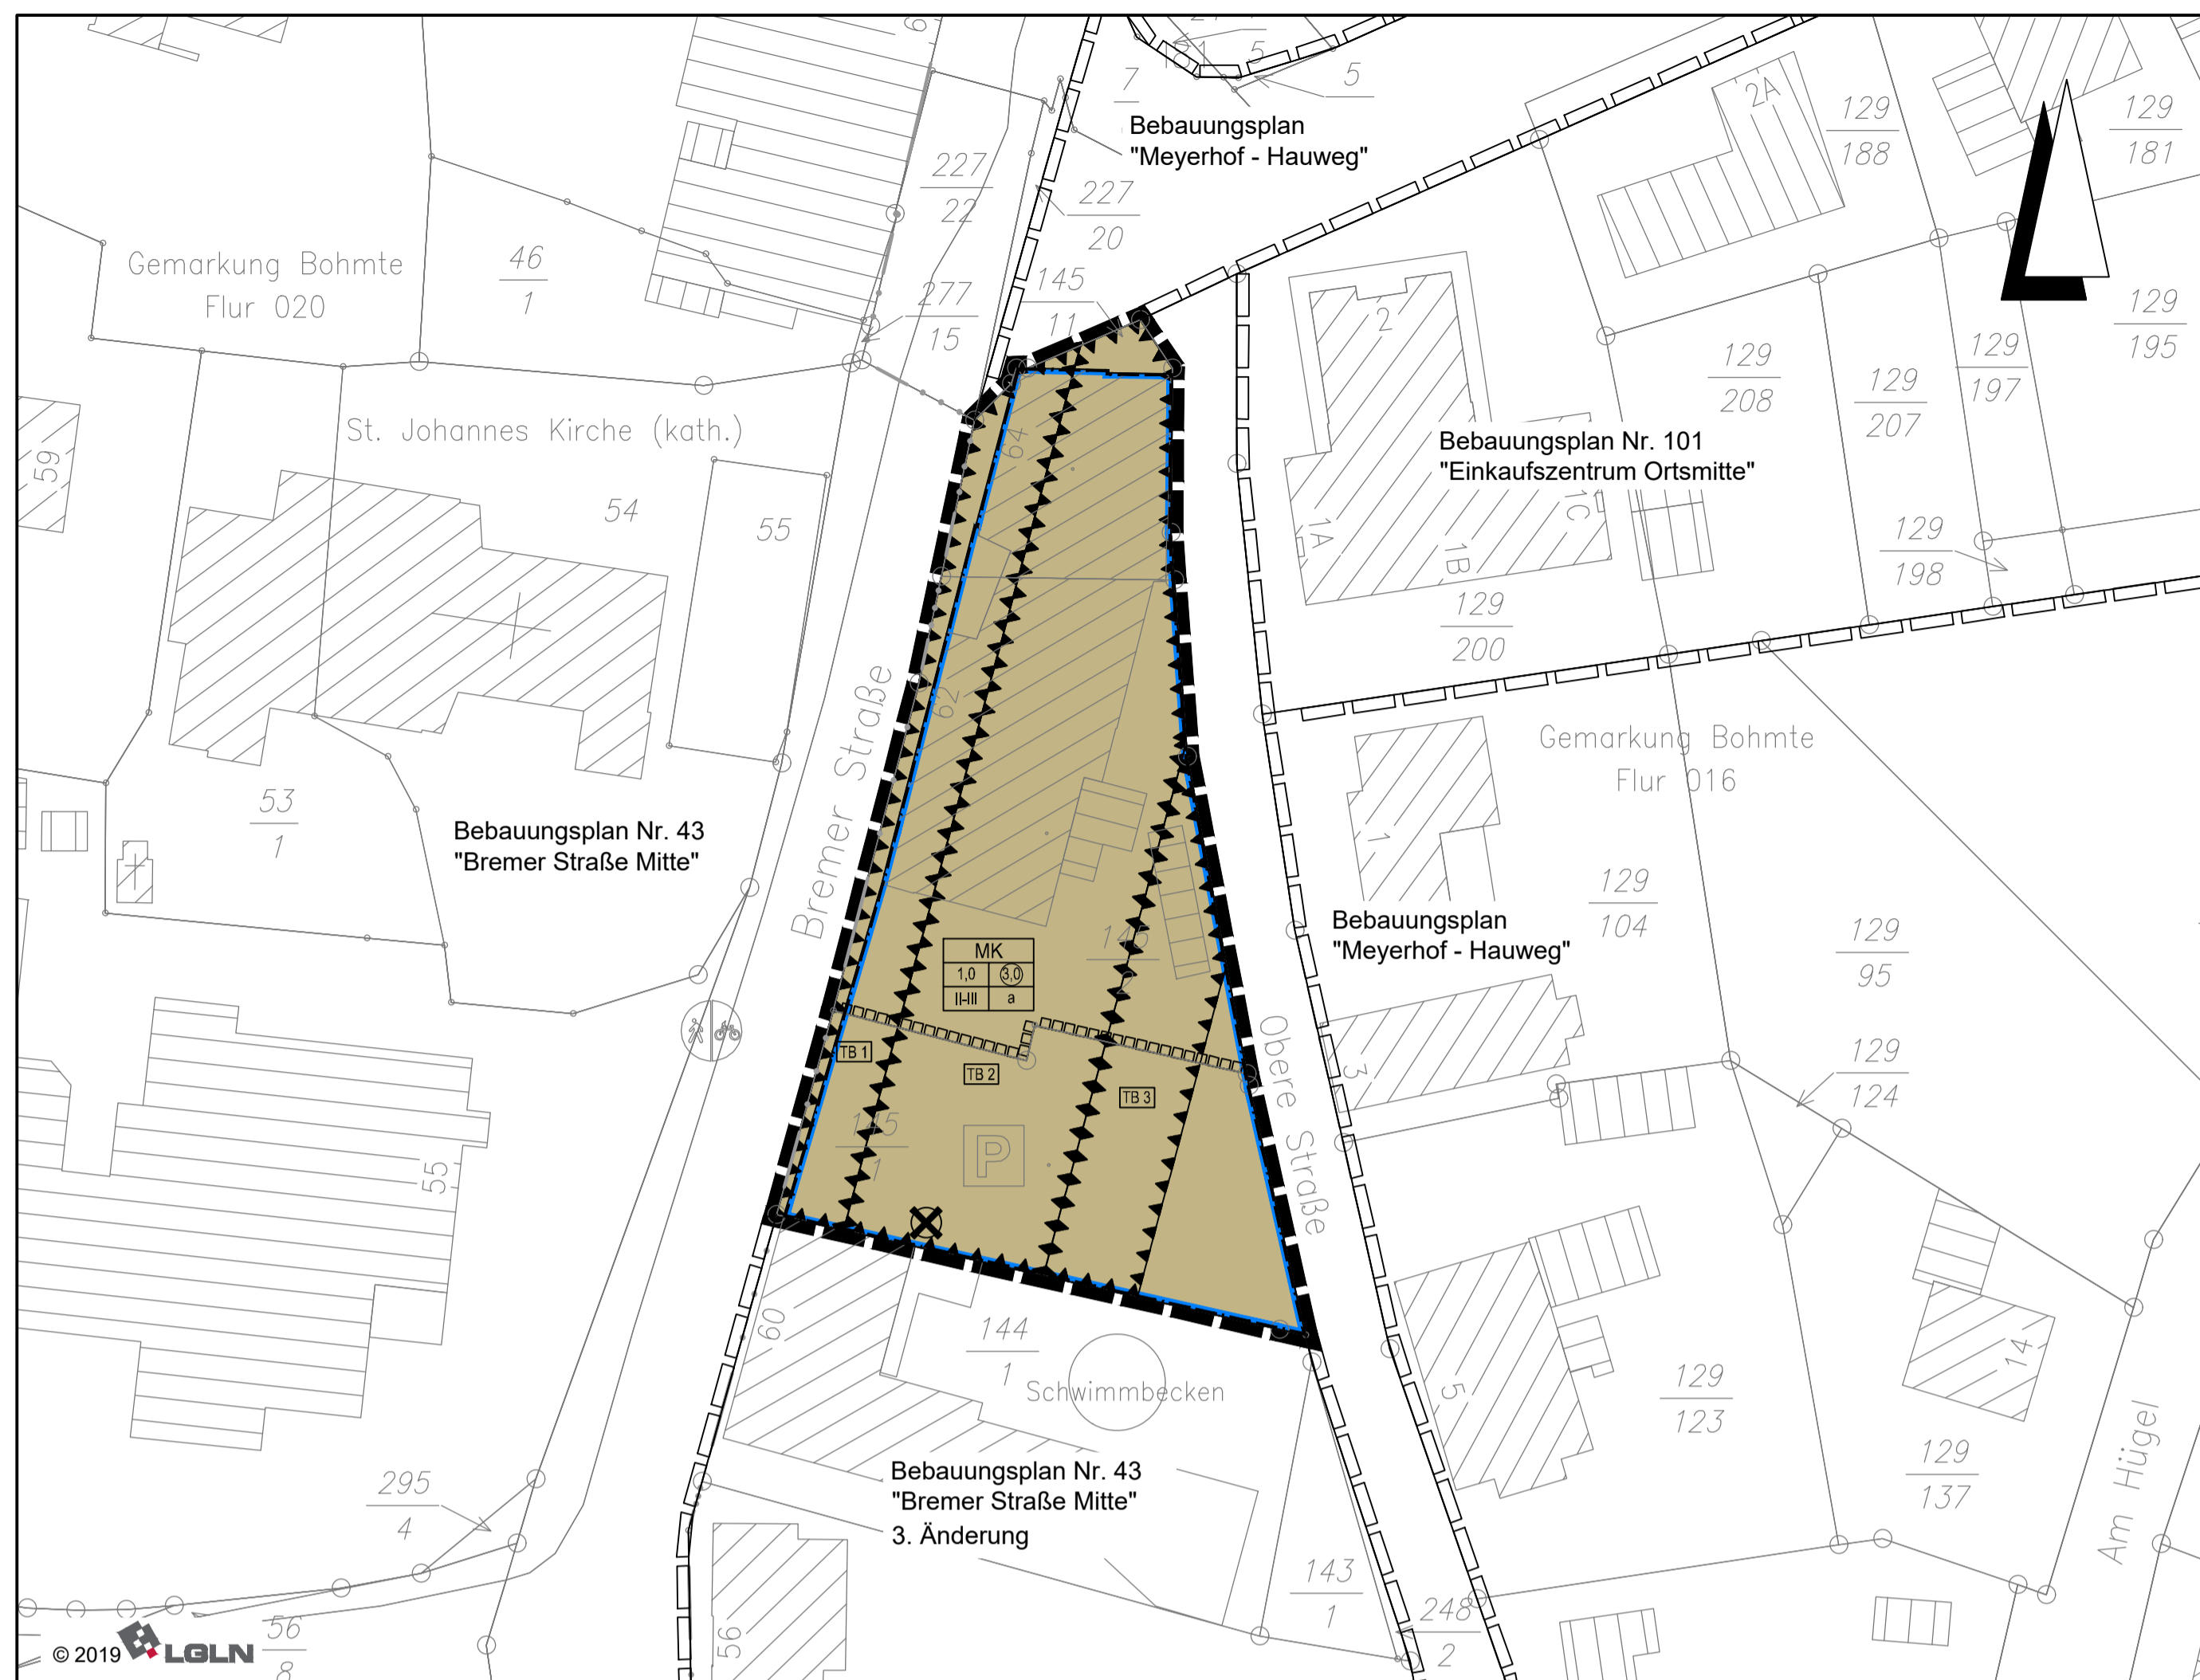 5
5
7
Bebauungsplan
"Meyerhof - Hauweg"
2A
129
188
129
181
227
22
227
20
Gemarkung Bohmte
Flur 020
46
1
277
15
145
11
2
129
195
129
208
129
207
129
197
St. Johannes Kirche (kath.)
59
54
55
64
Bebauungsplan Nr. 101
"Einkaufszentrum Ortsmitte"
1A
1B
1C
129
198
129
200
62
Bremer Straße
Gemarkung Bohmte
Flur 016
53
1
Bebauungsplan Nr. 43
"Bremer Straße Mitte"
1
129
104
Bebauungsplan
"Meyerhof - Hauweg"
129
95
MK
1,0
3,0
II-III
a
TB 1
TB 2
TB 3
Obere Straße
3
129
124
145
1
P
55
60
144
1
Schwimmbecken
5
129
123
14
129
137
Am Hügel
Bebauungsplan Nr. 43
"Bremer Straße Mitte"
3. Änderung
295
4
143
1
248
2
56
56
8
© 2019 LGLN